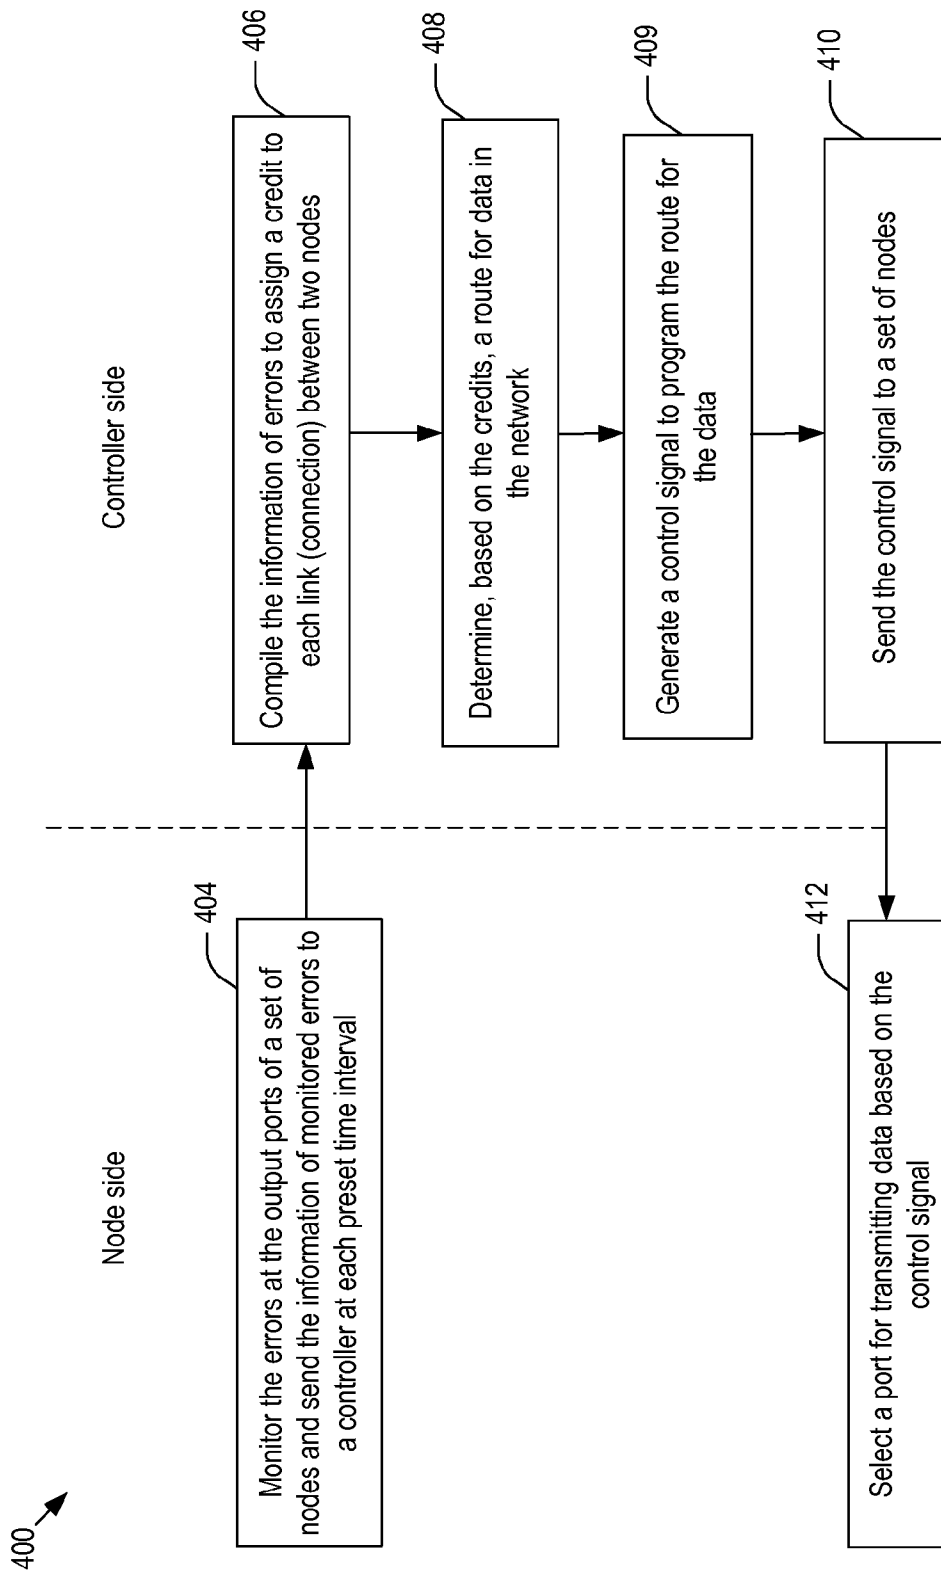 400
Node side
Controller side
404
Monitor the errors at the output ports of a set of
nodes and send the information of monitored errors to
a controller at each preset time interval
406
Compile the information of errors to assign a credit to
each link (connection) between two nodes
408
Determine, based on the credits, a route for data in
the network
409
Generate a control signal to program the route for
the data
410
Send the control signal to a set of nodes
412
Select a port for transmitting data based on the
control signal